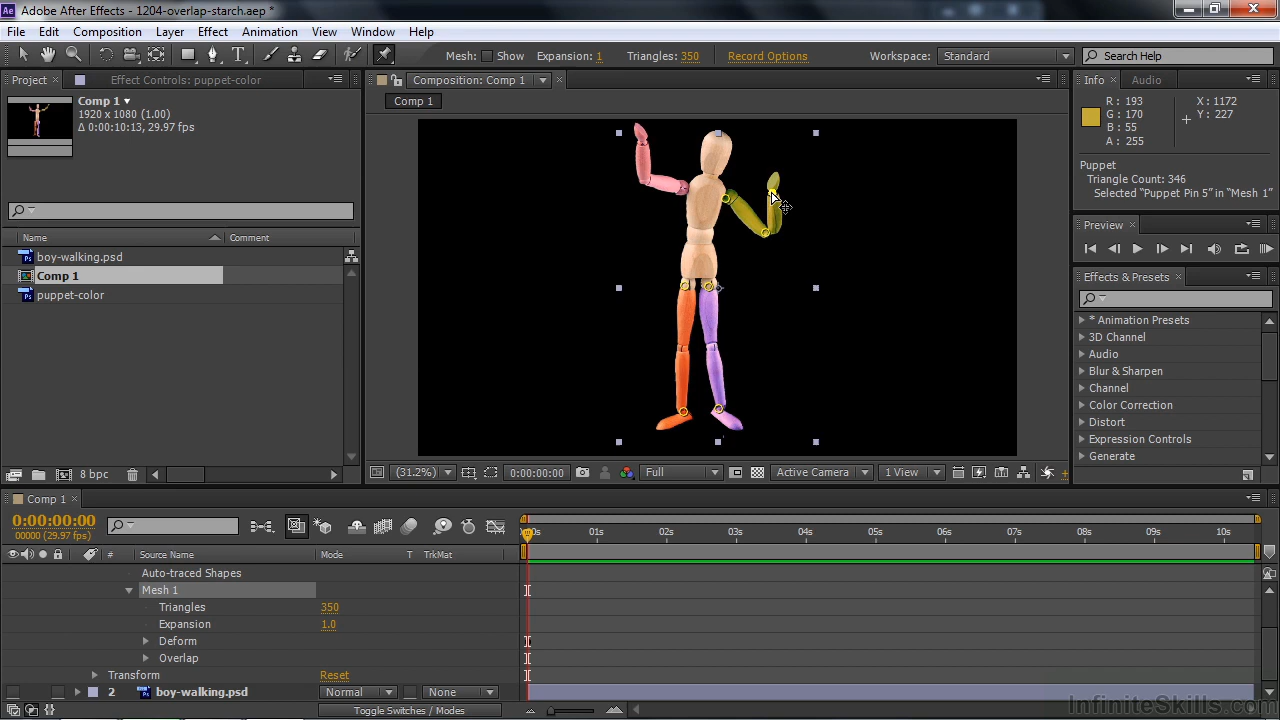 Ae Adobe After Effects - 1204-overlap-starch.aep *
File Edit Composition Layer Effect Animation View Window Help
Mesh: Show Expansion: 1 Triangles: 350 Record Options Workspace: Standard Search Help
Project Effect Controls: puppet-color Composition: Comp 1 Info Audio
Comp 1
1920 x 1080 (1.00)
Δ 0:00:10:13, 29.97 fps
Comp 1
R: 193 X: 1172
G: 170 Y: 227
B: 55
A: 255
Puppet
Triangle Count: 346
Selected "Puppet Pin 5" in "Mesh 1"
Preview
Name Comment
boy-walking.psd
Comp 1
puppet-color
Effects & Presets
* Animation Presets
3D Channel
Audio
Blur & Sharpen
Channel
Color Correction
Distort
Expression Controls
Generate
8 bpc (31.2%) 0:00:00:00 Full Active Camera 1 View
Comp 1
0:00:00:00
00000 (29.97 fps)
:00s 01s 02s 03s 04s 05s 06s 07s 08s 09s 10s
# Source Name Mode T TrkMat
Auto-traced Shapes
Mesh 1
Triangles 350
Expansion 1.0
Deform
Overlap
Transform Reset
2 boy-walking.psd Normal None
Toggle Switches / Modes
InfiniteSkills.com